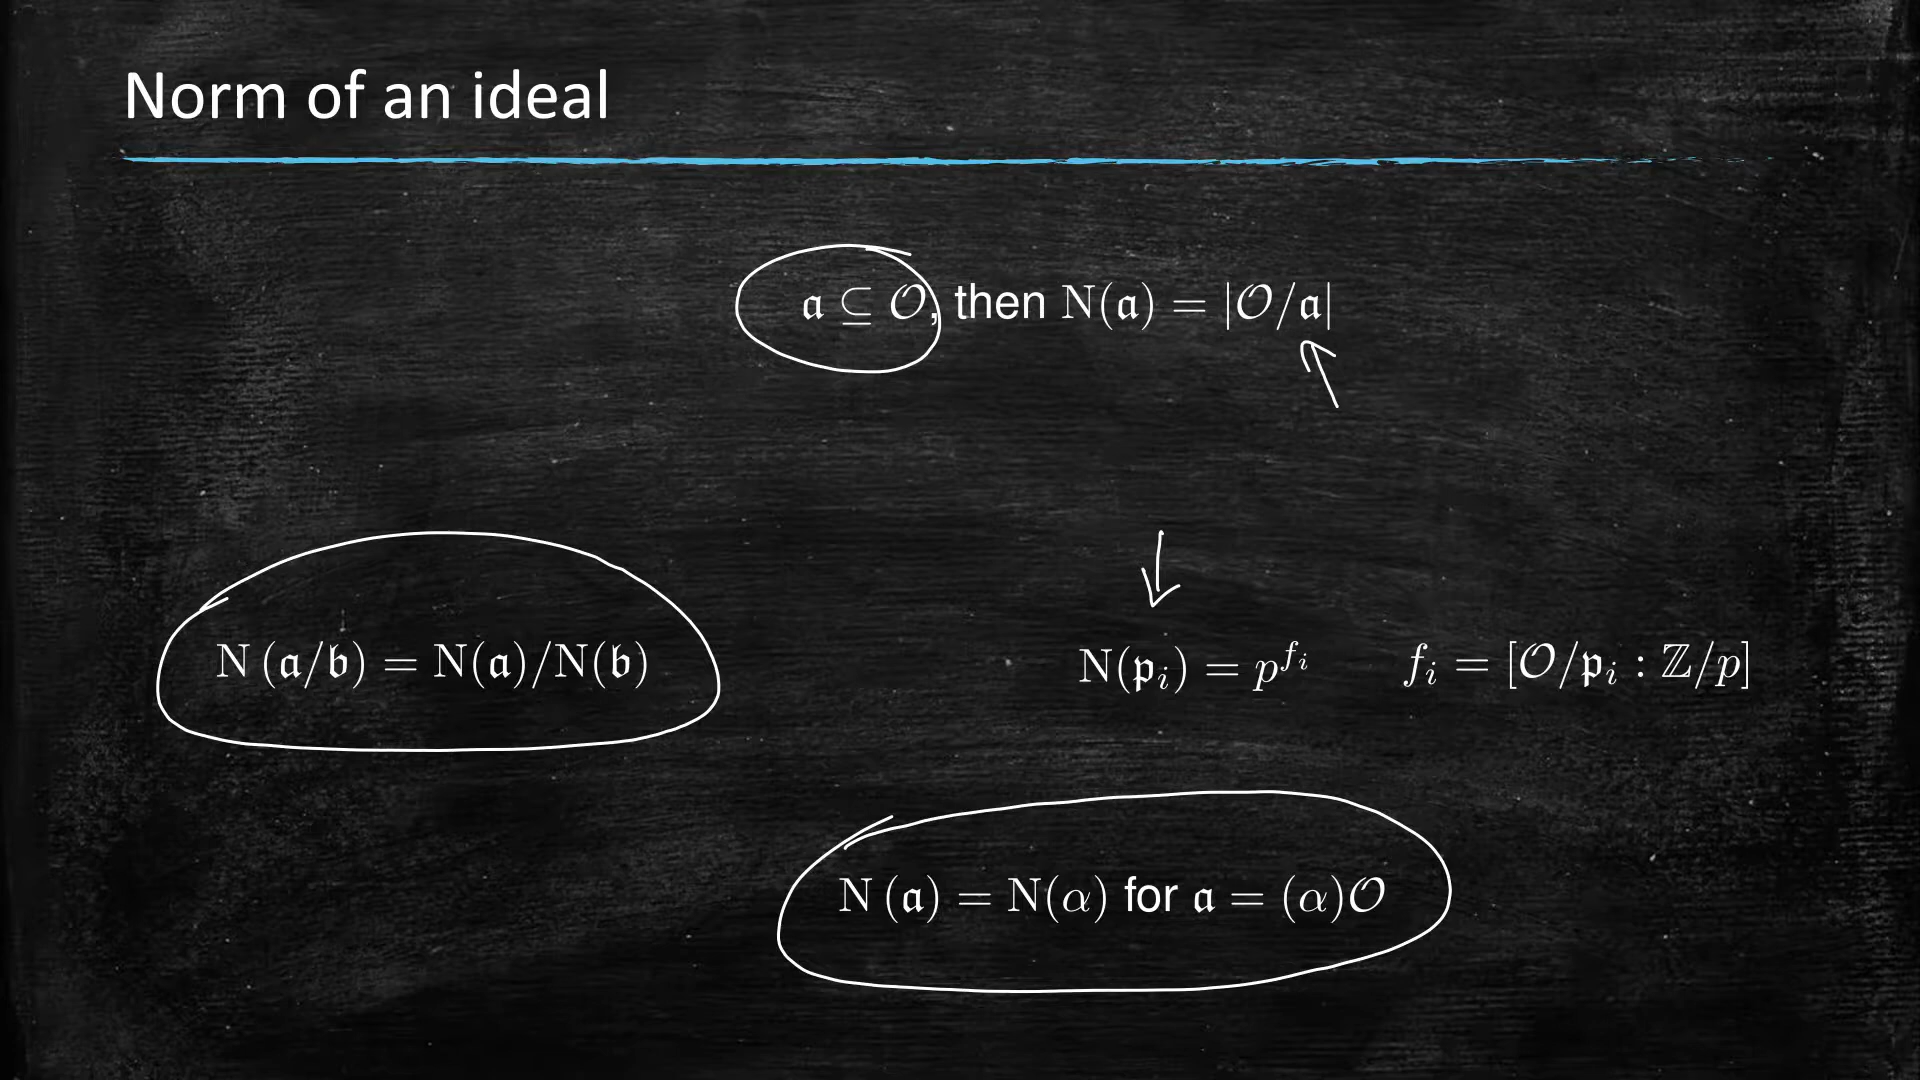 Norm of an ideal
𝔞 ⊆ 𝒪, then N(𝔞) = |𝒪/𝔞|
N (𝔞/𝔟) = N(𝔞)/N(𝔟)
N(𝔭ᵢ) = p^{fᵢ} fᵢ = [𝒪/𝔭ᵢ : ℤ/p]
N (𝔞) = N(α) for 𝔞 = (α)𝒪